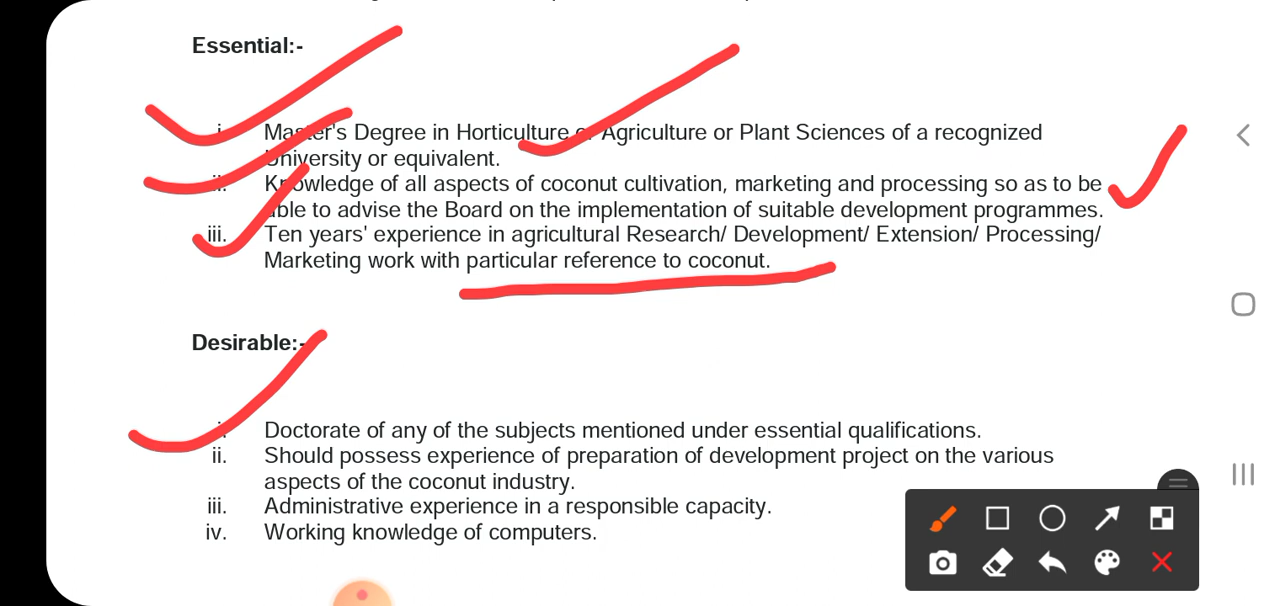 Essential:-
i. Master's Degree in Horticulture or Agriculture or Plant Sciences of a recognized
University or equivalent.
ii. Knowledge of all aspects of coconut cultivation, marketing and processing so as to be
able to advise the Board on the implementation of suitable development programmes.
iii. Ten years' experience in agricultural Research/ Development/ Extension/ Processing/
Marketing work with particular reference to coconut.
Desirable:-
i. Doctorate of any of the subjects mentioned under essential qualifications.
ii. Should possess experience of preparation of development project on the various
aspects of the coconut industry.
iii. Administrative experience in a responsible capacity.
iv. Working knowledge of computers.